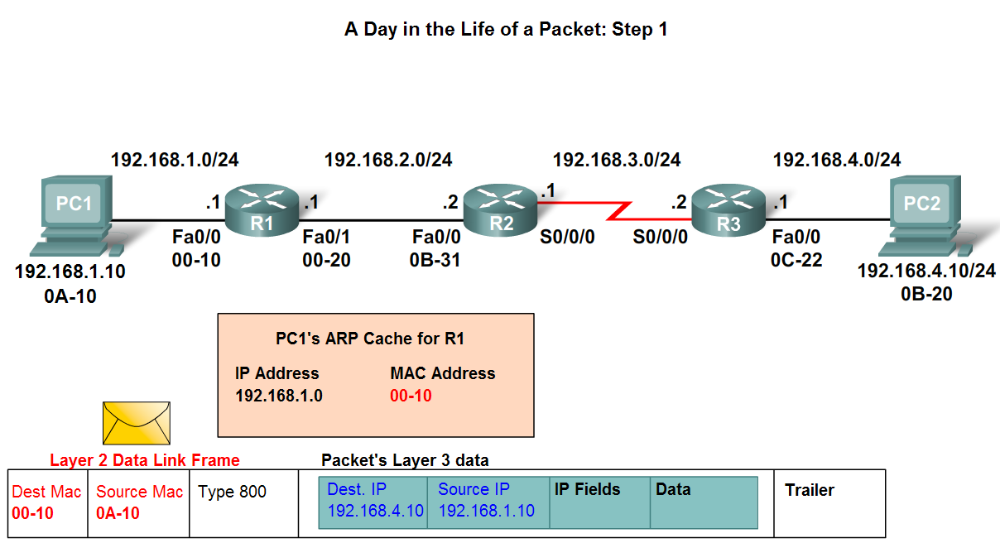 A Day in the Life of a Packet: Step 1
192.168.1.0/24 192.168.2.0/24 192.168.3.0/24 192.168.4.0/24
PC1 .1 R1 .1 .2 R2 .1 .2 R3 .1 PC2
Fa0/0 Fa0/1 Fa0/0 S0/0/0 S0/0/0 Fa0/0
00-10 00-20 0B-31 0C-22
192.168.1.10 192.168.4.10/24
0A-10 0B-20
PC1's ARP Cache for R1
IP Address MAC Address
192.168.1.0 00-10
Layer 2 Data Link Frame Packet's Layer 3 data
Dest Mac Source Mac Type 800 Dest. IP Source IP IP Fields Data Trailer
00-10 0A-10 192.168.4.10 192.168.1.10